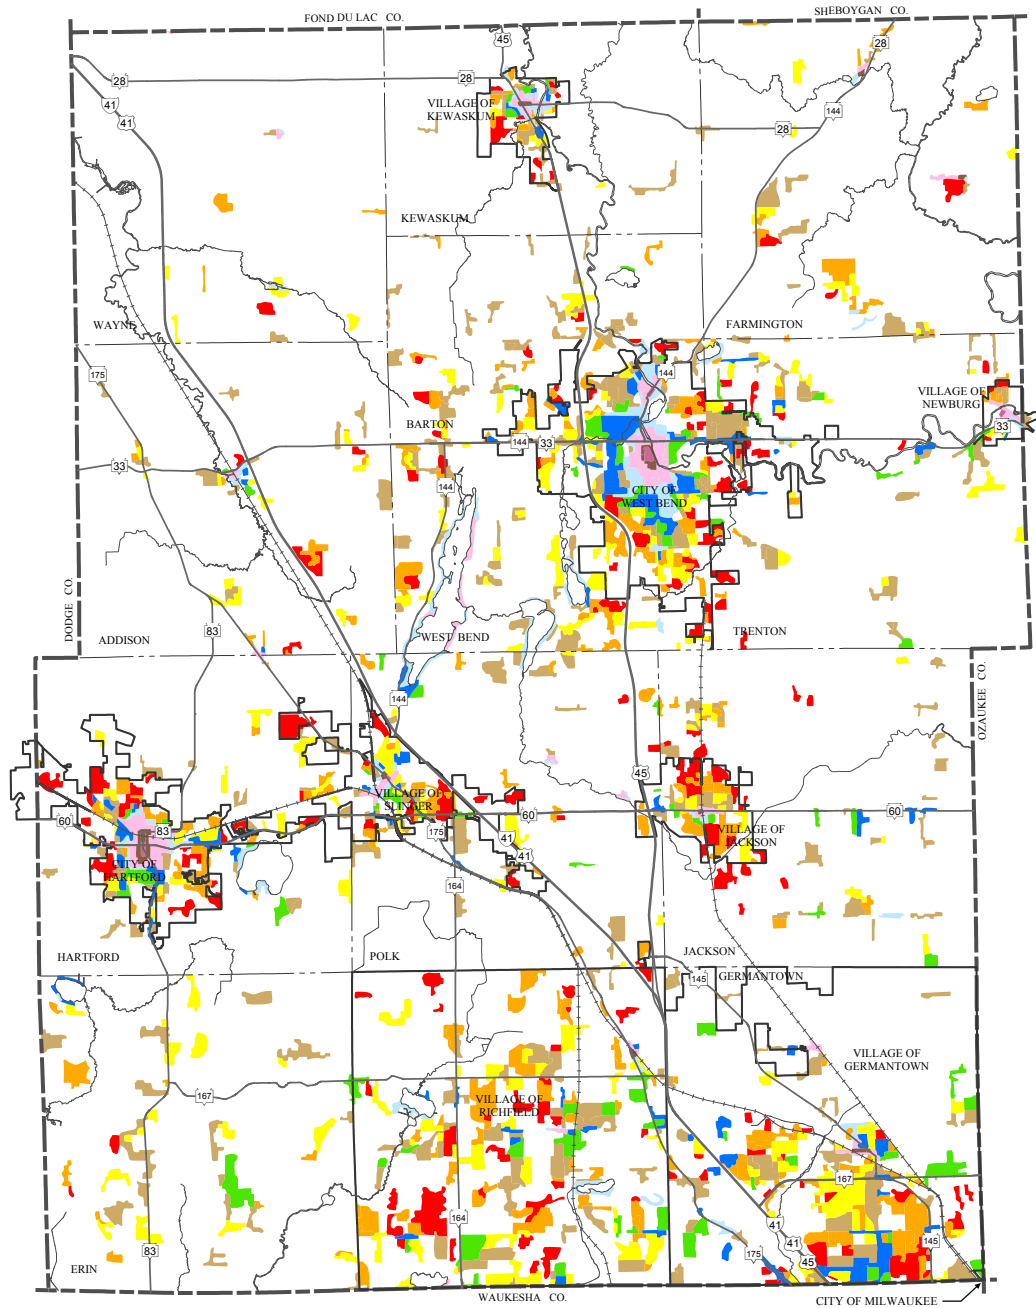 FOND DU LAC CO.
SHEBOYGAN CO.
45
28
28
28
41
41
VILLAGE OF
KEWASKUM
144
28
KEWASKUM
WAYNE
FARMINGTON
175
144
VILLAGE OF
NEWBURG
BARTON
33
144
33
33
144
CITY OF
WEST BEND
DODGE CO.
83
ADDISON
WEST BEND
TRENTON
OZAUKEE CO.
144
45
VILLAGE OF
SLINGER
60
60
60
83
175
41
41
VILLAGE OF
JACKSON
CITY OF
HARTFORD
164
HARTFORD
POLK
JACKSON
GERMANTOWN
145
VILLAGE OF
GERMANTOWN
167
VILLAGE OF
RICHFIELD
167
164
41
41
45
175
145
83
ERIN
WAUKESHA CO.
CITY OF MILWAUKEE